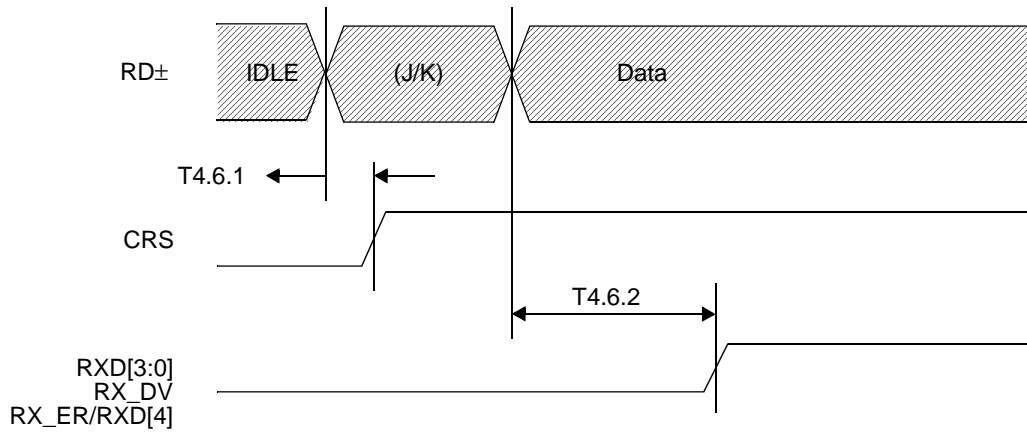 RD± IDLE (J/K) Data
T4.6.1
CRS
T4.6.2
RXD[3:0]
RX_DV
RX_ER/RXD[4]